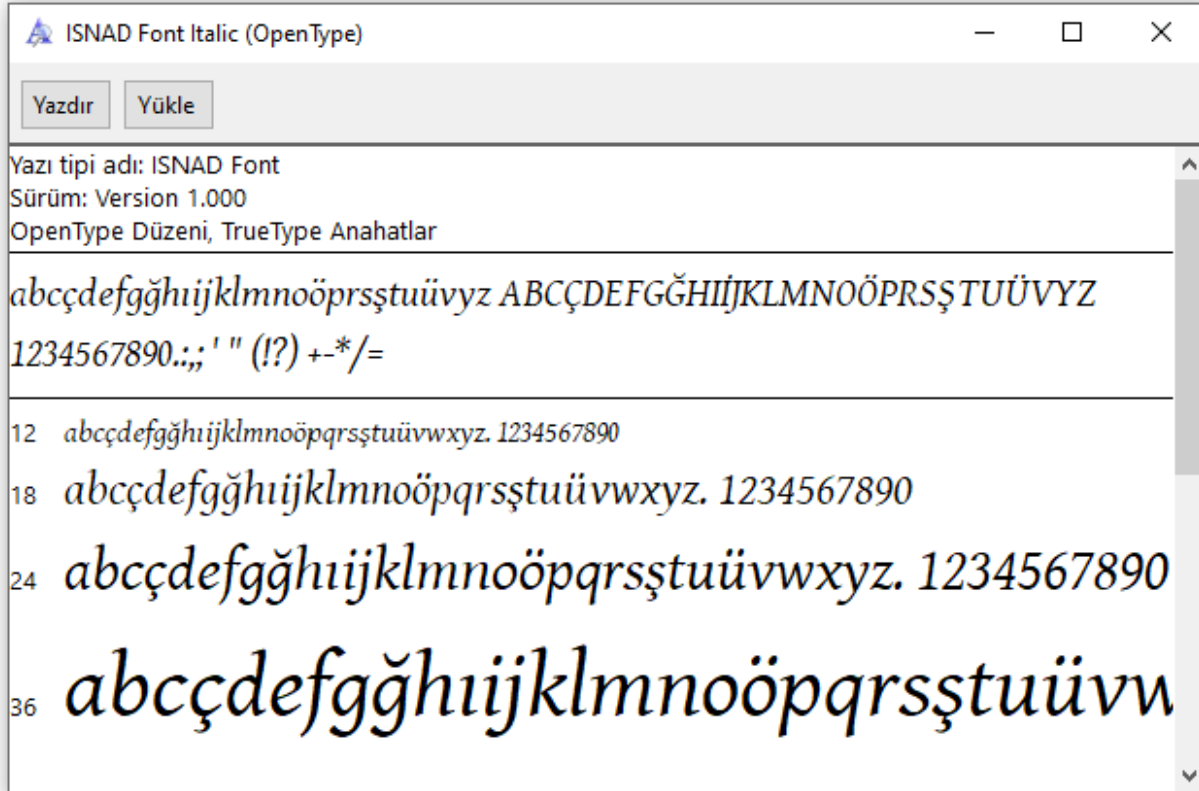 ISNAD Font Italic (OpenType)
Yazdır Yükle
Yazı tipi adı: ISNAD Font
Sürüm: Version 1.000
OpenType Düzeni, TrueType Anahatlar
abcçdefgğhıijklmnoöprsştuüvyz ABCÇDEFGĞHIİJKLMNOÖPRSŞTUÜVYZ
1234567890.:,; ' " (!?) +-*/=
12 abcçdefgğhıijklmnoöpqrsştuüvwxyz. 1234567890
18 abcçdefgğhıijklmnoöpqrsştuüvwxyz. 1234567890
24 abcçdefgğhıijklmnoöpqrsştuüvwxyz. 1234567890
36 abcçdefgğhıijklmnoöpqrsştuüvw